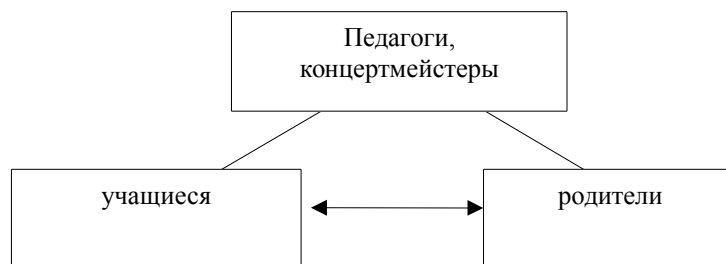 Педагоги,
концертмейстеры
учащиеся
родители